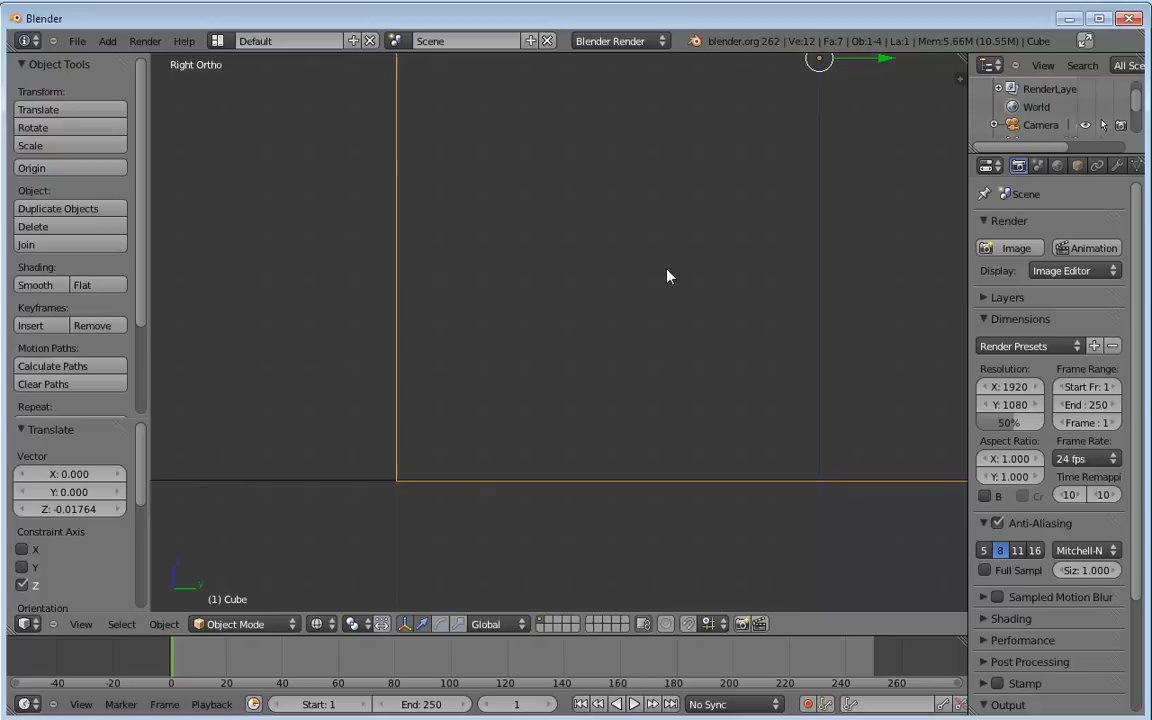 Blender
File Add Render Help Default Scene Blender Render blender.org 262 | Ve:12 | Fa:7 | Ob:1-4 | La:1 | Mem:5.66M (10.55M) | Cube
Object Tools
Transform:
Translate
Rotate
Scale
Origin
Object:
Duplicate Objects
Delete
Join
Shading:
Smooth Flat
Keyframes:
Insert Remove
Motion Paths:
Calculate Paths
Clear Paths
Repeat:
Translate
Vector
X: 0.000
Y: 0.000
Z: -0.01764
Constraint Axis
X
Y
Z
Orientation
Right Ortho
y
(1) Cube
View Select Object Object Mode Global
-40 -20 0 20 40 60 80 100 120 140 160 180 200 220 240 260
View Marker Frame Playback Start: 1 End: 250 1 No Sync
View Search All Sce
RenderLaye
World
Camera
Scene
Render
Image Animation
Display: Image Editor
Layers
Dimensions
Render Presets
Resolution: Frame Range:
X: 1920 Start Fr: 1
Y: 1080 End : 250
50% Frame : 1
Aspect Ratio: Frame Rate:
X: 1.000 24 fps
Y: 1.000 Time Remappi
B Cr 10 10
Anti-Aliasing
5 8 11 16 Mitchell-N
Full Sampl Siz: 1.000
Sampled Motion Blur
Shading
Performance
Post Processing
Stamp
Output